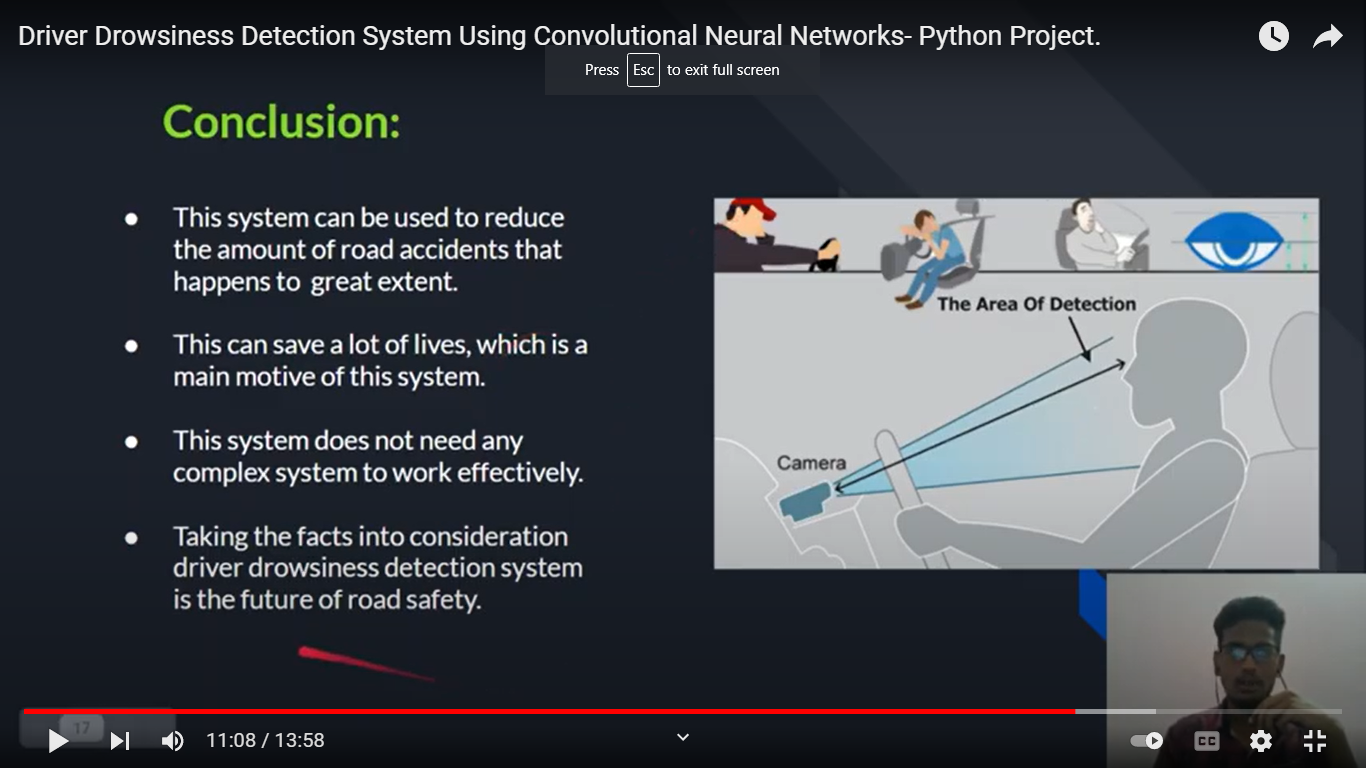 Driver Drowsiness Detection System Using Convolutional Neural Networks- Python Project.
Press Esc to exit full screen
Conclusion:
This system can be used to reduce
the amount of road accidents that
happens to great extent.
This can save a lot of lives, which is a
main motive of this system.
This system does not need any
complex system to work effectively.
Taking the facts into consideration
driver drowsiness detection system
is the future of road safety.
The Area Of Detection
Camera
17
11:08 / 13:58
CC